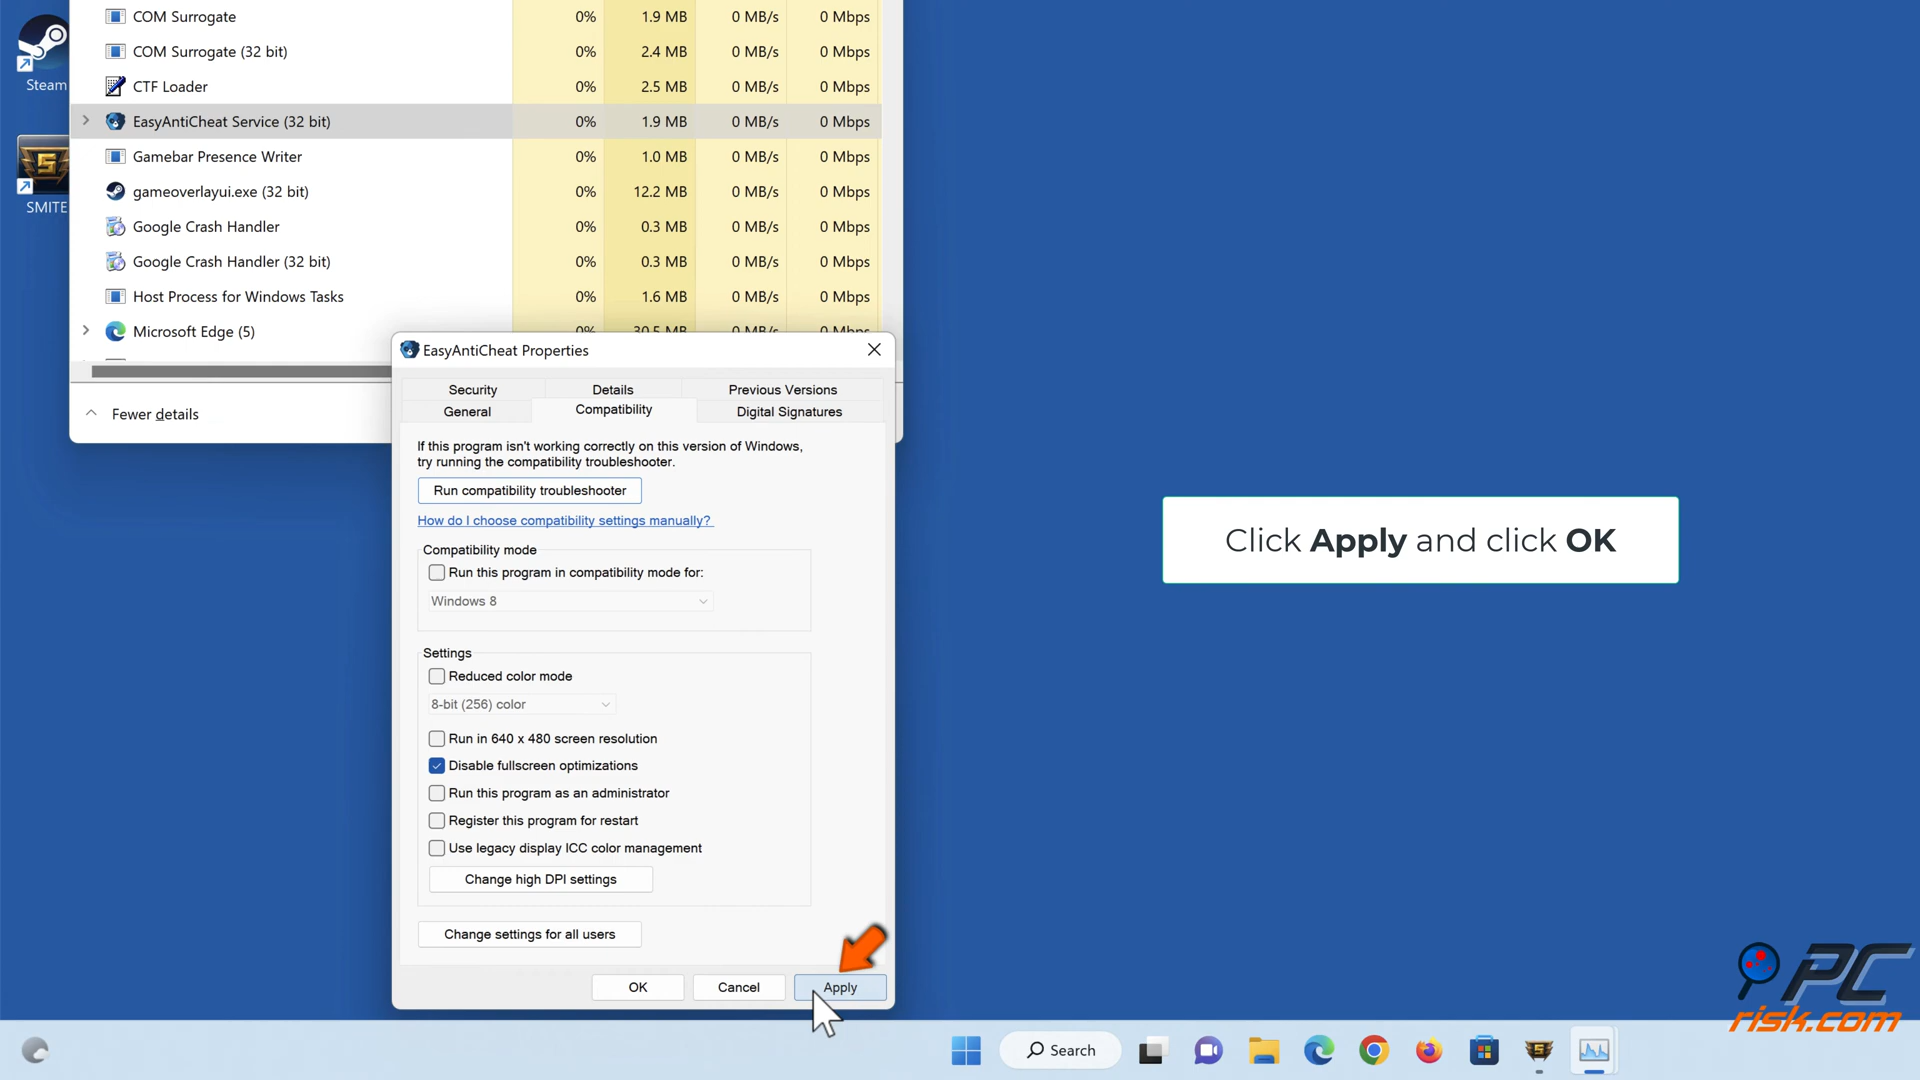 Steam
SMITE
COM Surrogate 0% 1.9 MB 0 MB/s 0 Mbps
COM Surrogate (32 bit) 0% 2.4 MB 0 MB/s 0 Mbps
CTF Loader 0% 2.5 MB 0 MB/s 0 Mbps
EasyAntiCheat Service (32 bit) 0% 1.9 MB 0 MB/s 0 Mbps
Gamebar Presence Writer 0% 1.0 MB 0 MB/s 0 Mbps
gameoverlayui.exe (32 bit) 0% 12.2 MB 0 MB/s 0 Mbps
Google Crash Handler 0% 0.3 MB 0 MB/s 0 Mbps
Google Crash Handler (32 bit) 0% 0.3 MB 0 MB/s 0 Mbps
Host Process for Windows Tasks 0% 1.6 MB 0 MB/s 0 Mbps
Microsoft Edge (5) 0% 30.5 MB 0 MB/s 0 Mbps
Fewer details
EasyAntiCheat Properties
Security Details Previous Versions
General Compatibility Digital Signatures
If this program isn't working correctly on this version of Windows,
try running the compatibility troubleshooter.
Run compatibility troubleshooter
How do I choose compatibility settings manually?
Compatibility mode
Run this program in compatibility mode for:
Windows 8
Settings
Reduced color mode
8-bit (256) color
Run in 640 x 480 screen resolution
Disable fullscreen optimizations
Run this program as an administrator
Register this program for restart
Use legacy display ICC color management
Change high DPI settings
Change settings for all users
OK Cancel Apply
Click Apply and click OK
PC
risk.com
Search